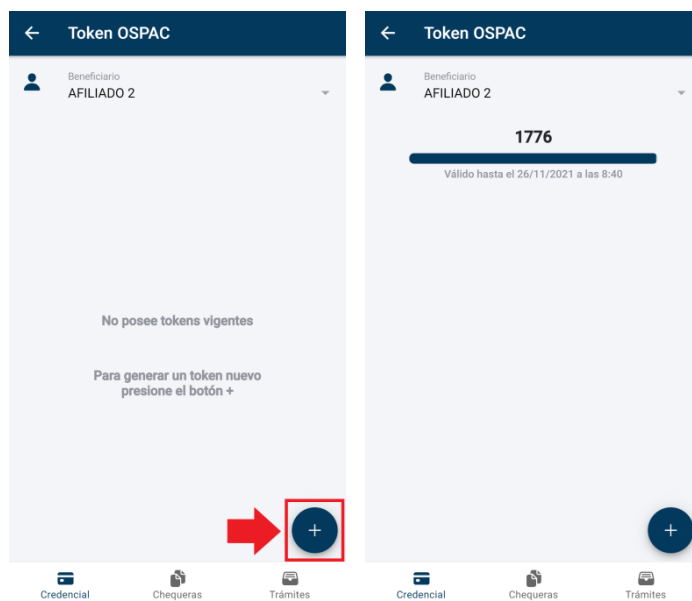 Token OSPAC
Beneficiario
AFILIADO 2
No posee tokens vigentes
Para generar un token nuevo
presione el botón +
+
Credencial
Chequeras
Trámites
Token OSPAC
Beneficiario
AFILIADO 2
1776
Válido hasta el 26/11/2021 a las 8:40
+
Credencial
Chequeras
Trámites